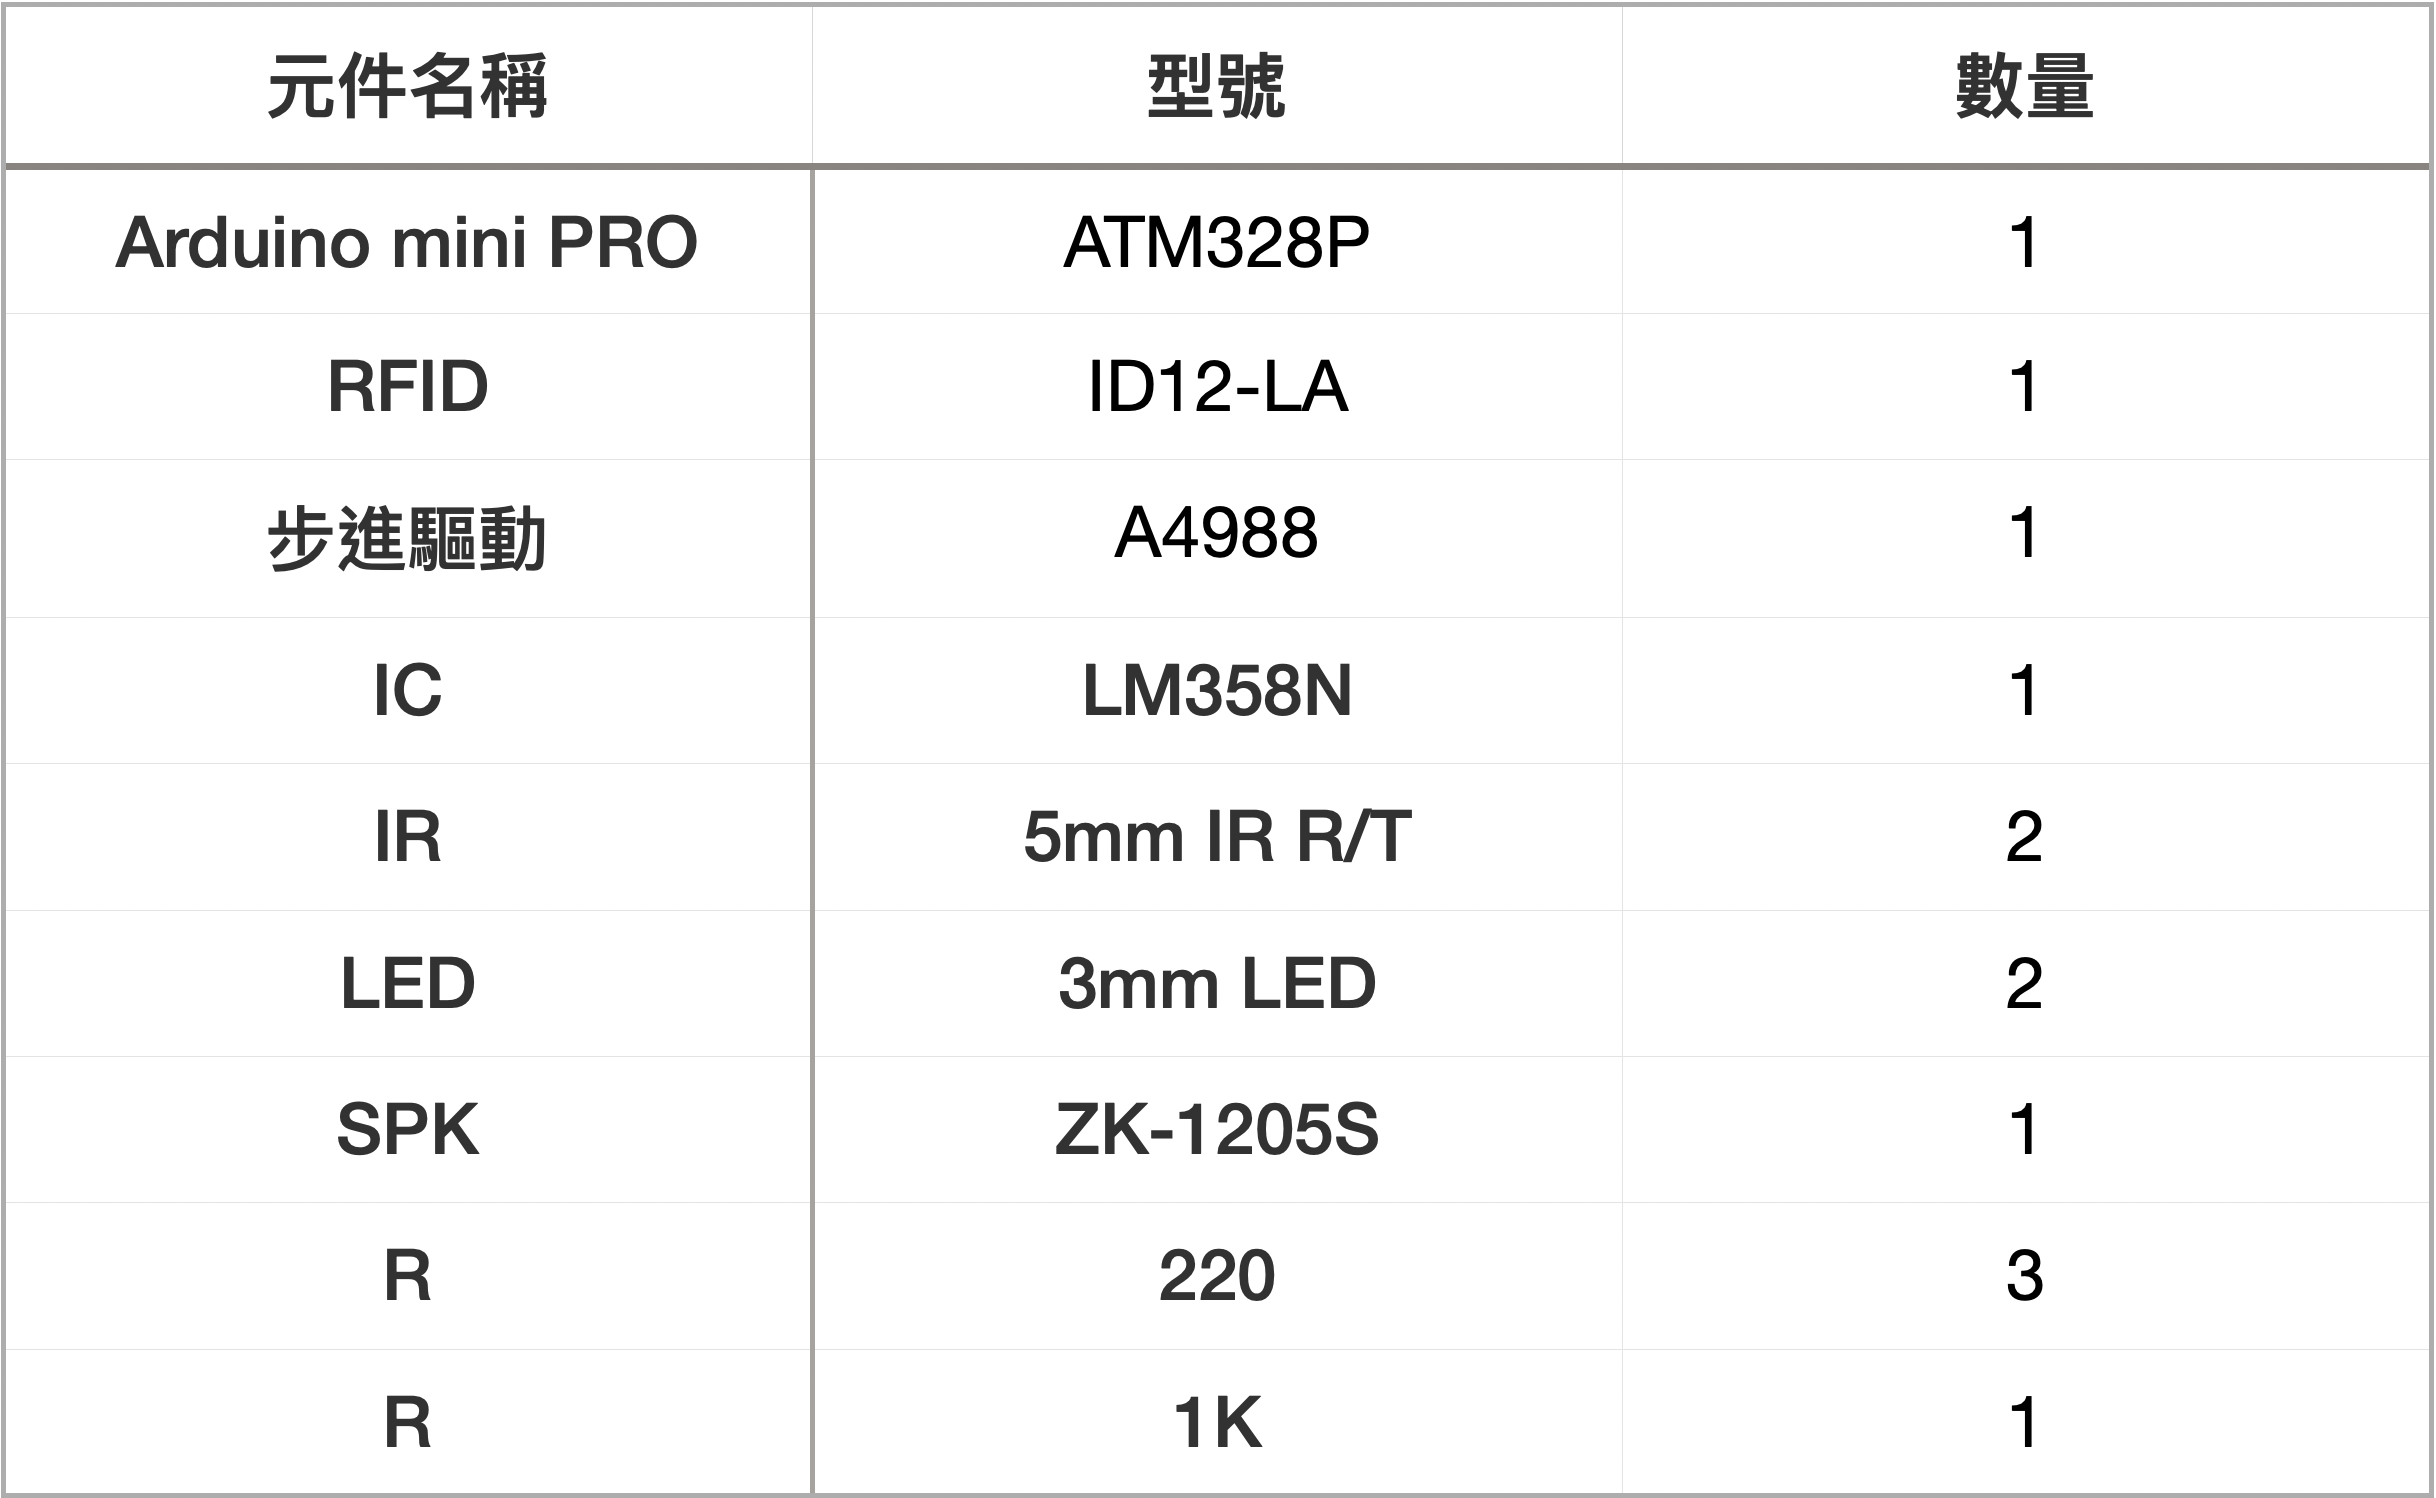 元件名稱 型號 數量
Arduino mini PRO ATM328P 1
RFID ID12-LA 1
步進驅動 A4988 1
IC LM358N 1
IR 5mm IR R/T 2
LED 3mm LED 2
SPK ZK-1205S 1
R 220 3
R 1K 1